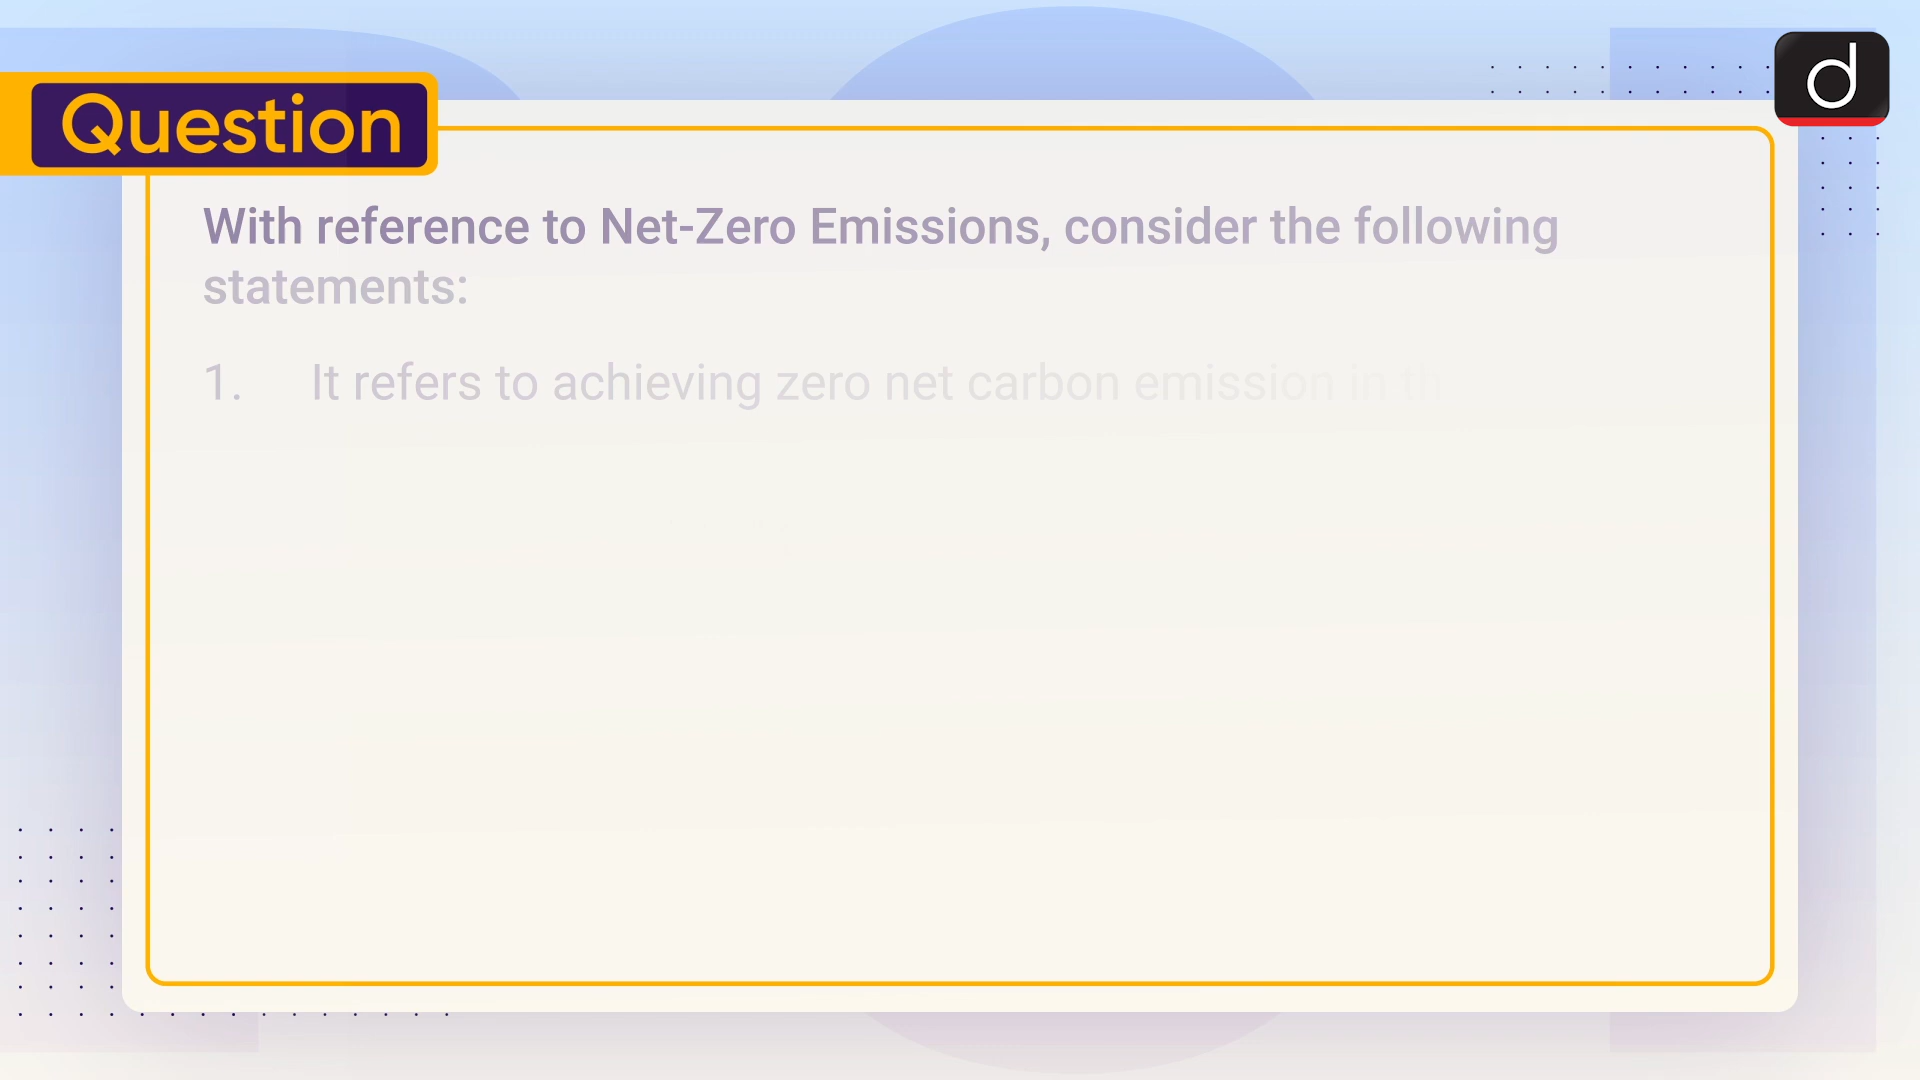 Question
d
With reference to Net-Zero Emissions, consider the following
statements:
1. It refers to achieving zero net carbon emission in